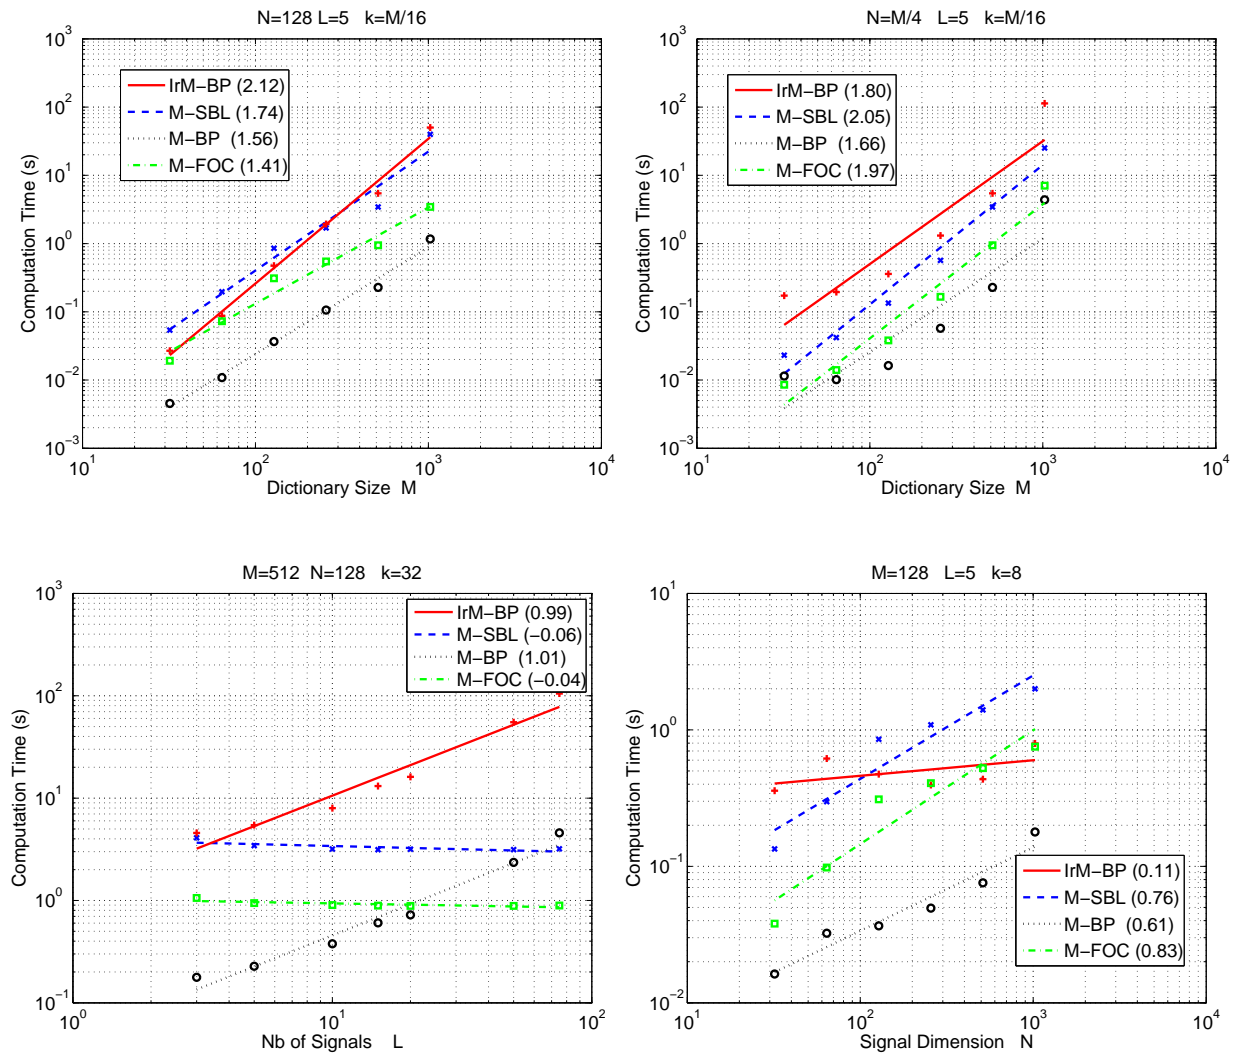 N=128 L=5 k=M/16
10^3
10^2
10^1
10^0
10^-1
10^-2
10^-3
Computation Time (s)
IrM-BP (2.12)
M-SBL (1.74)
M-BP (1.56)
M-FOC (1.41)
10^1 10^2 10^3 10^4
Dictionary Size M
N=M/4 L=5 k=M/16
10^3
10^2
10^1
10^0
10^-1
10^-2
10^-3
Computation Time (s)
IrM-BP (1.80)
M-SBL (2.05)
M-BP (1.66)
M-FOC (1.97)
10^1 10^2 10^3 10^4
Dictionary Size M
M=512 N=128 k=32
10^3
10^2
10^1
10^0
10^-1
Computation Time (s)
IrM-BP (0.99)
M-SBL (-0.06)
M-BP (1.01)
M-FOC (-0.04)
10^0 10^1 10^2
Nb of Signals L
M=128 L=5 k=8
10^1
10^0
10^-1
10^-2
Computation Time (s)
IrM-BP (0.11)
M-SBL (0.76)
M-BP (0.61)
M-FOC (0.83)
10^1 10^2 10^3 10^4
Signal Dimension N